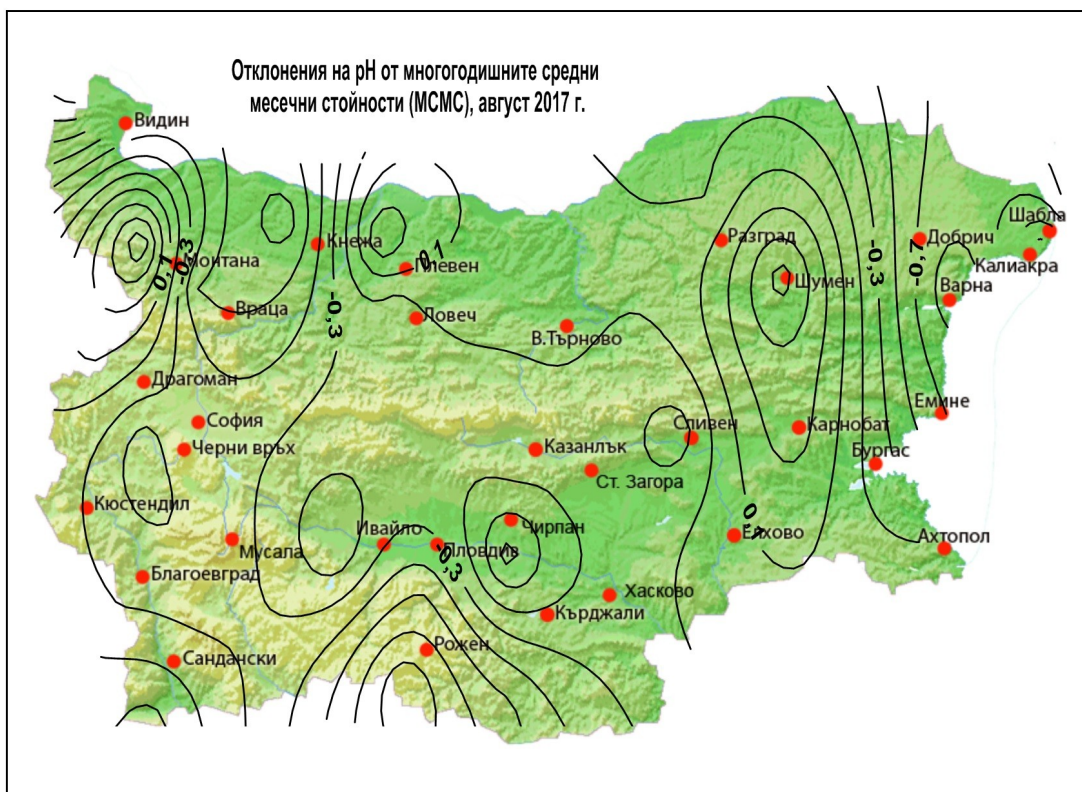 Отклонения на pH от многогодишните средни
месечни стойности (МСМС), август 2017 г.
Видин
Шабла
Кнежа
Разград
Добрич
Монтана
0,1
-0,3
Плевен
0,1
-0,3
-0,7
Калиакра
Шумен
Варна
Враца
-0,3
Ловеч
В.Търново
Драгоман
Емине
София
Сливен
Карнобат
Черни връх
Казанлък
Бургас
Ст. Загора
Кюстендил
0,1
Ивайло
Чирпан
Елхово
Ахтопол
Мусала
Пловдив
-0,3
Благоевград
Хасково
Кърджали
Рожен
Сандански